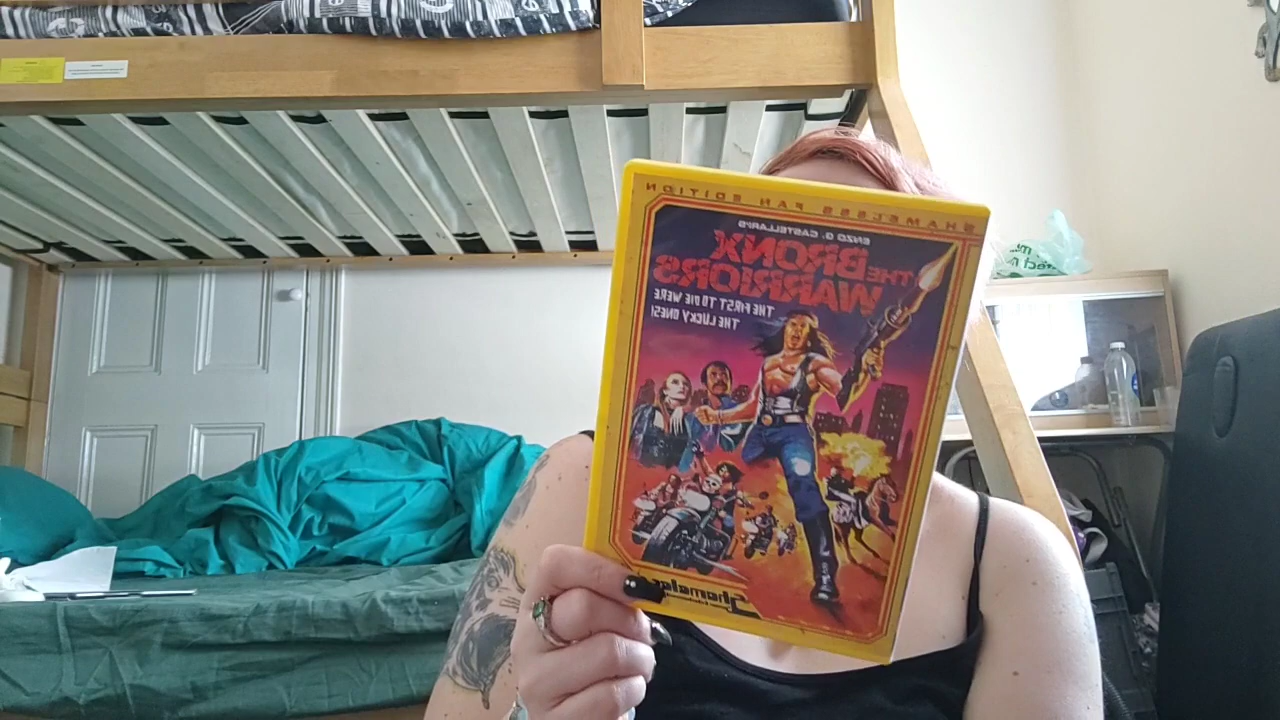 SHAMELESS FAN EDITION
ENZO G. CASTELLARI'S
THE BRONX
WARRIORS
THE FIRST TO DIE WERE
THE LUCKY ONES!
Shameless